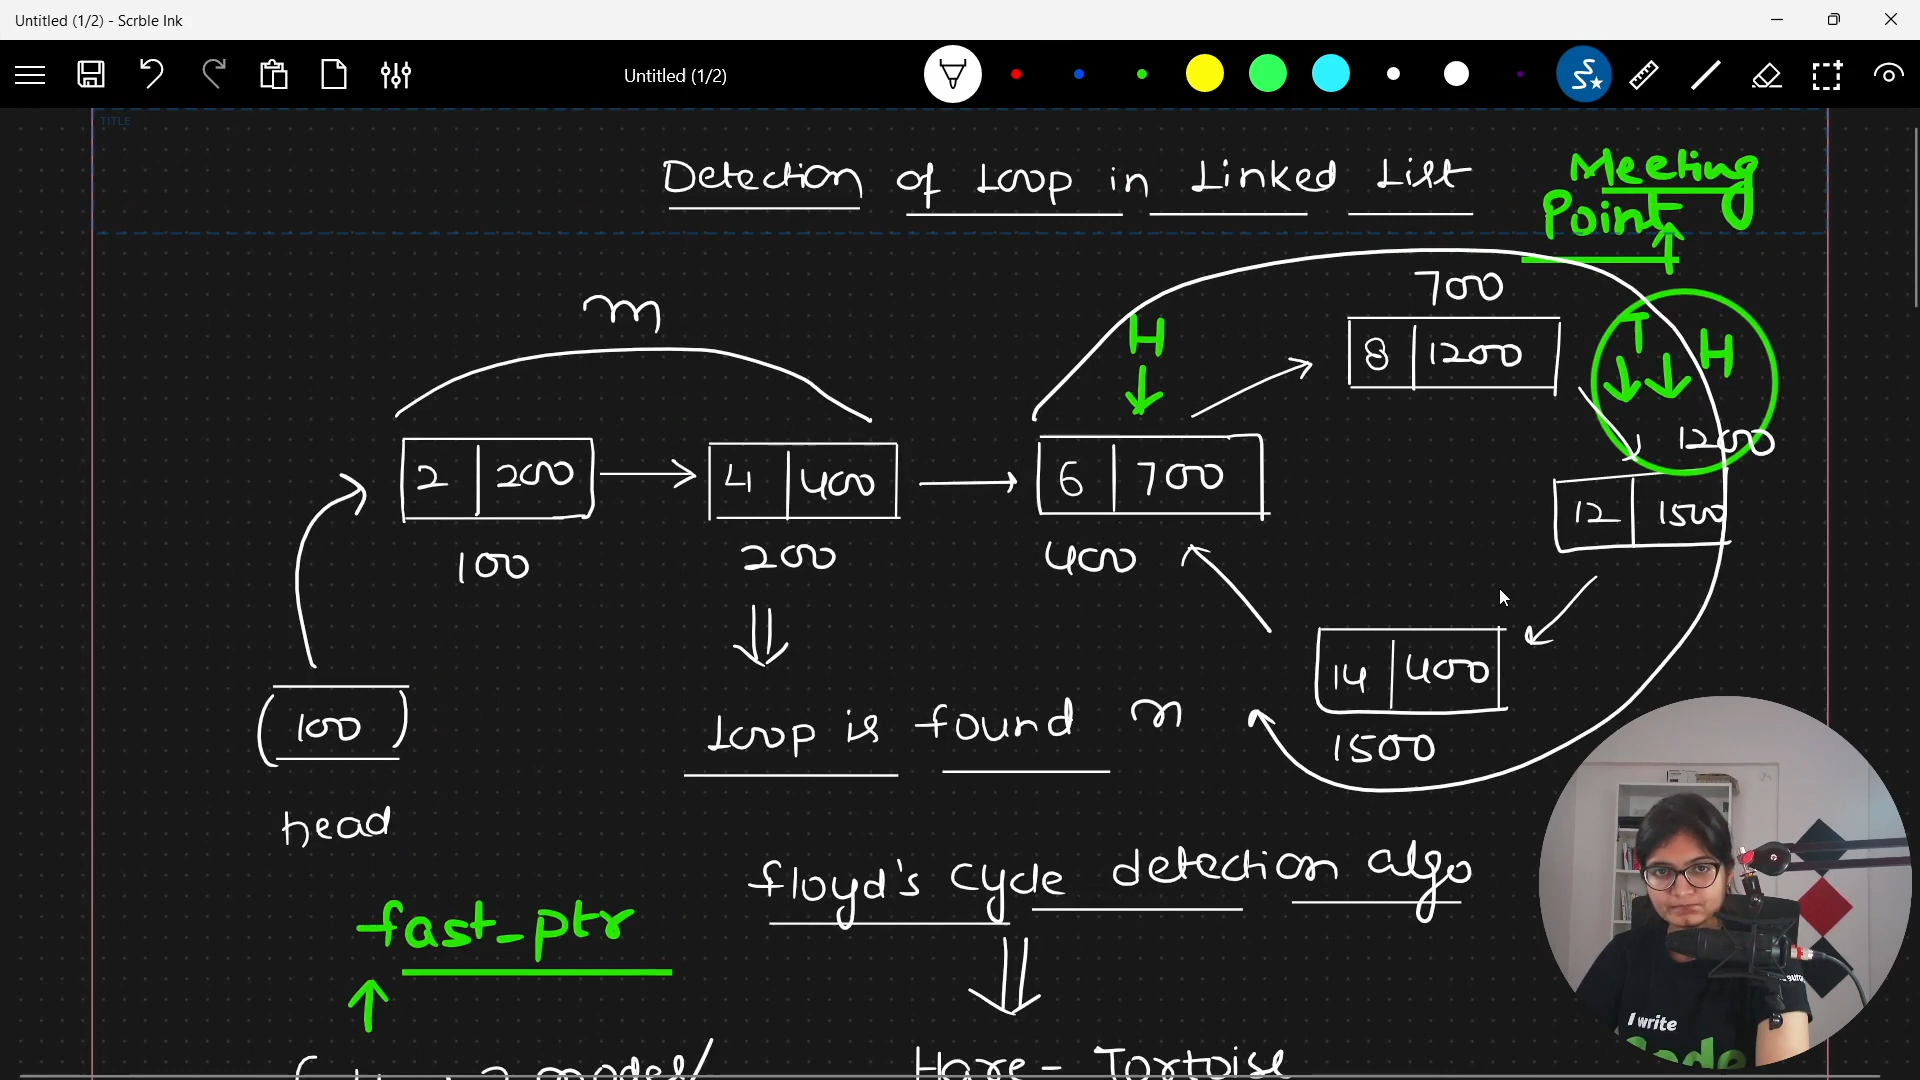 Untitled (1/2) - Scrble Ink
Untitled (1/2)
TITLE
Detection of Loop in Linked List
Meeting
Point
m
700
H
8 1200
T H
1200
2 200
4 400
6 700
12 1500
100
200
400
14 400
1500
100
Loop is found
n
head
floyd's cycle detection algo
fast_ptr
Hare - Tortoise
I write
Code